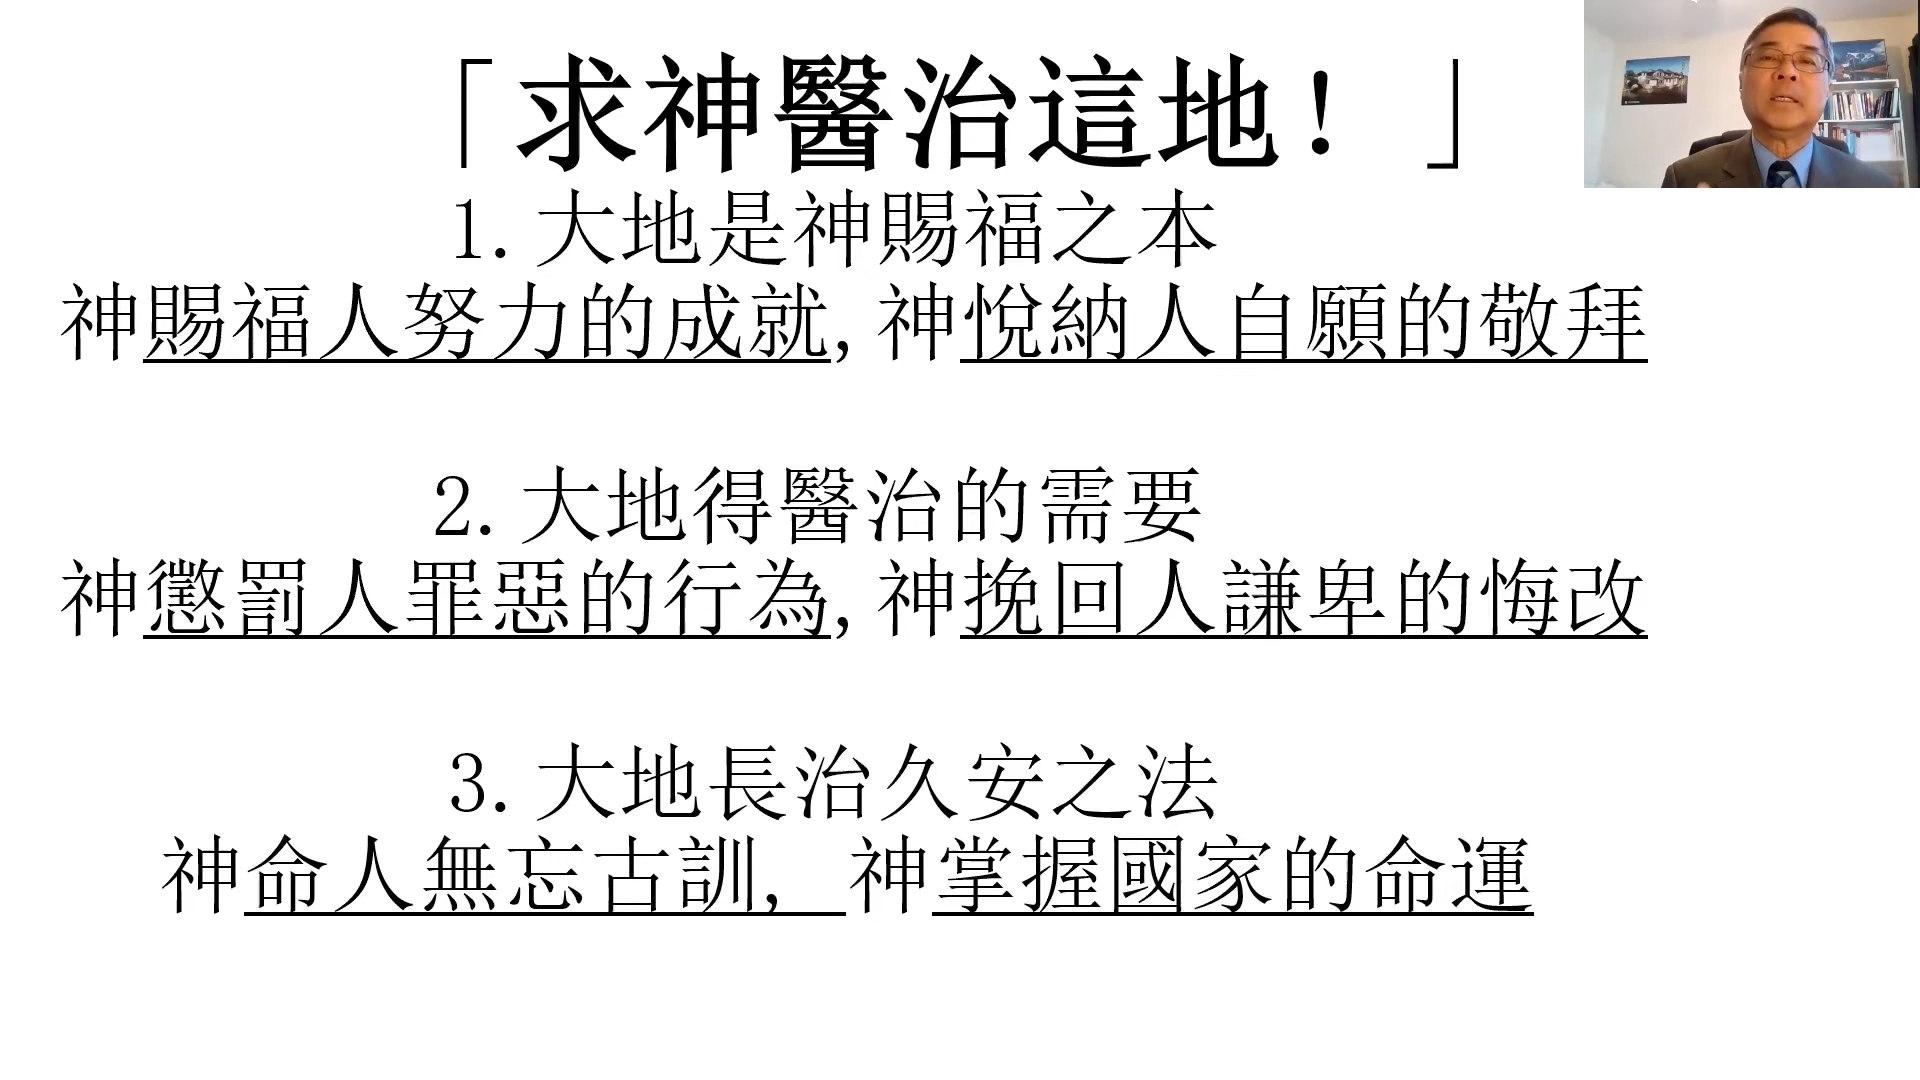 「求神醫治這地！」
1.大地是神賜福之本
神賜福人努力的成就,神悅納人自願的敬拜
2.大地得醫治的需要
神懲罰人罪惡的行為,神挽回人謙卑的悔改
3.大地長治久安之法
神命人無忘古訓, 神掌握國家的命運